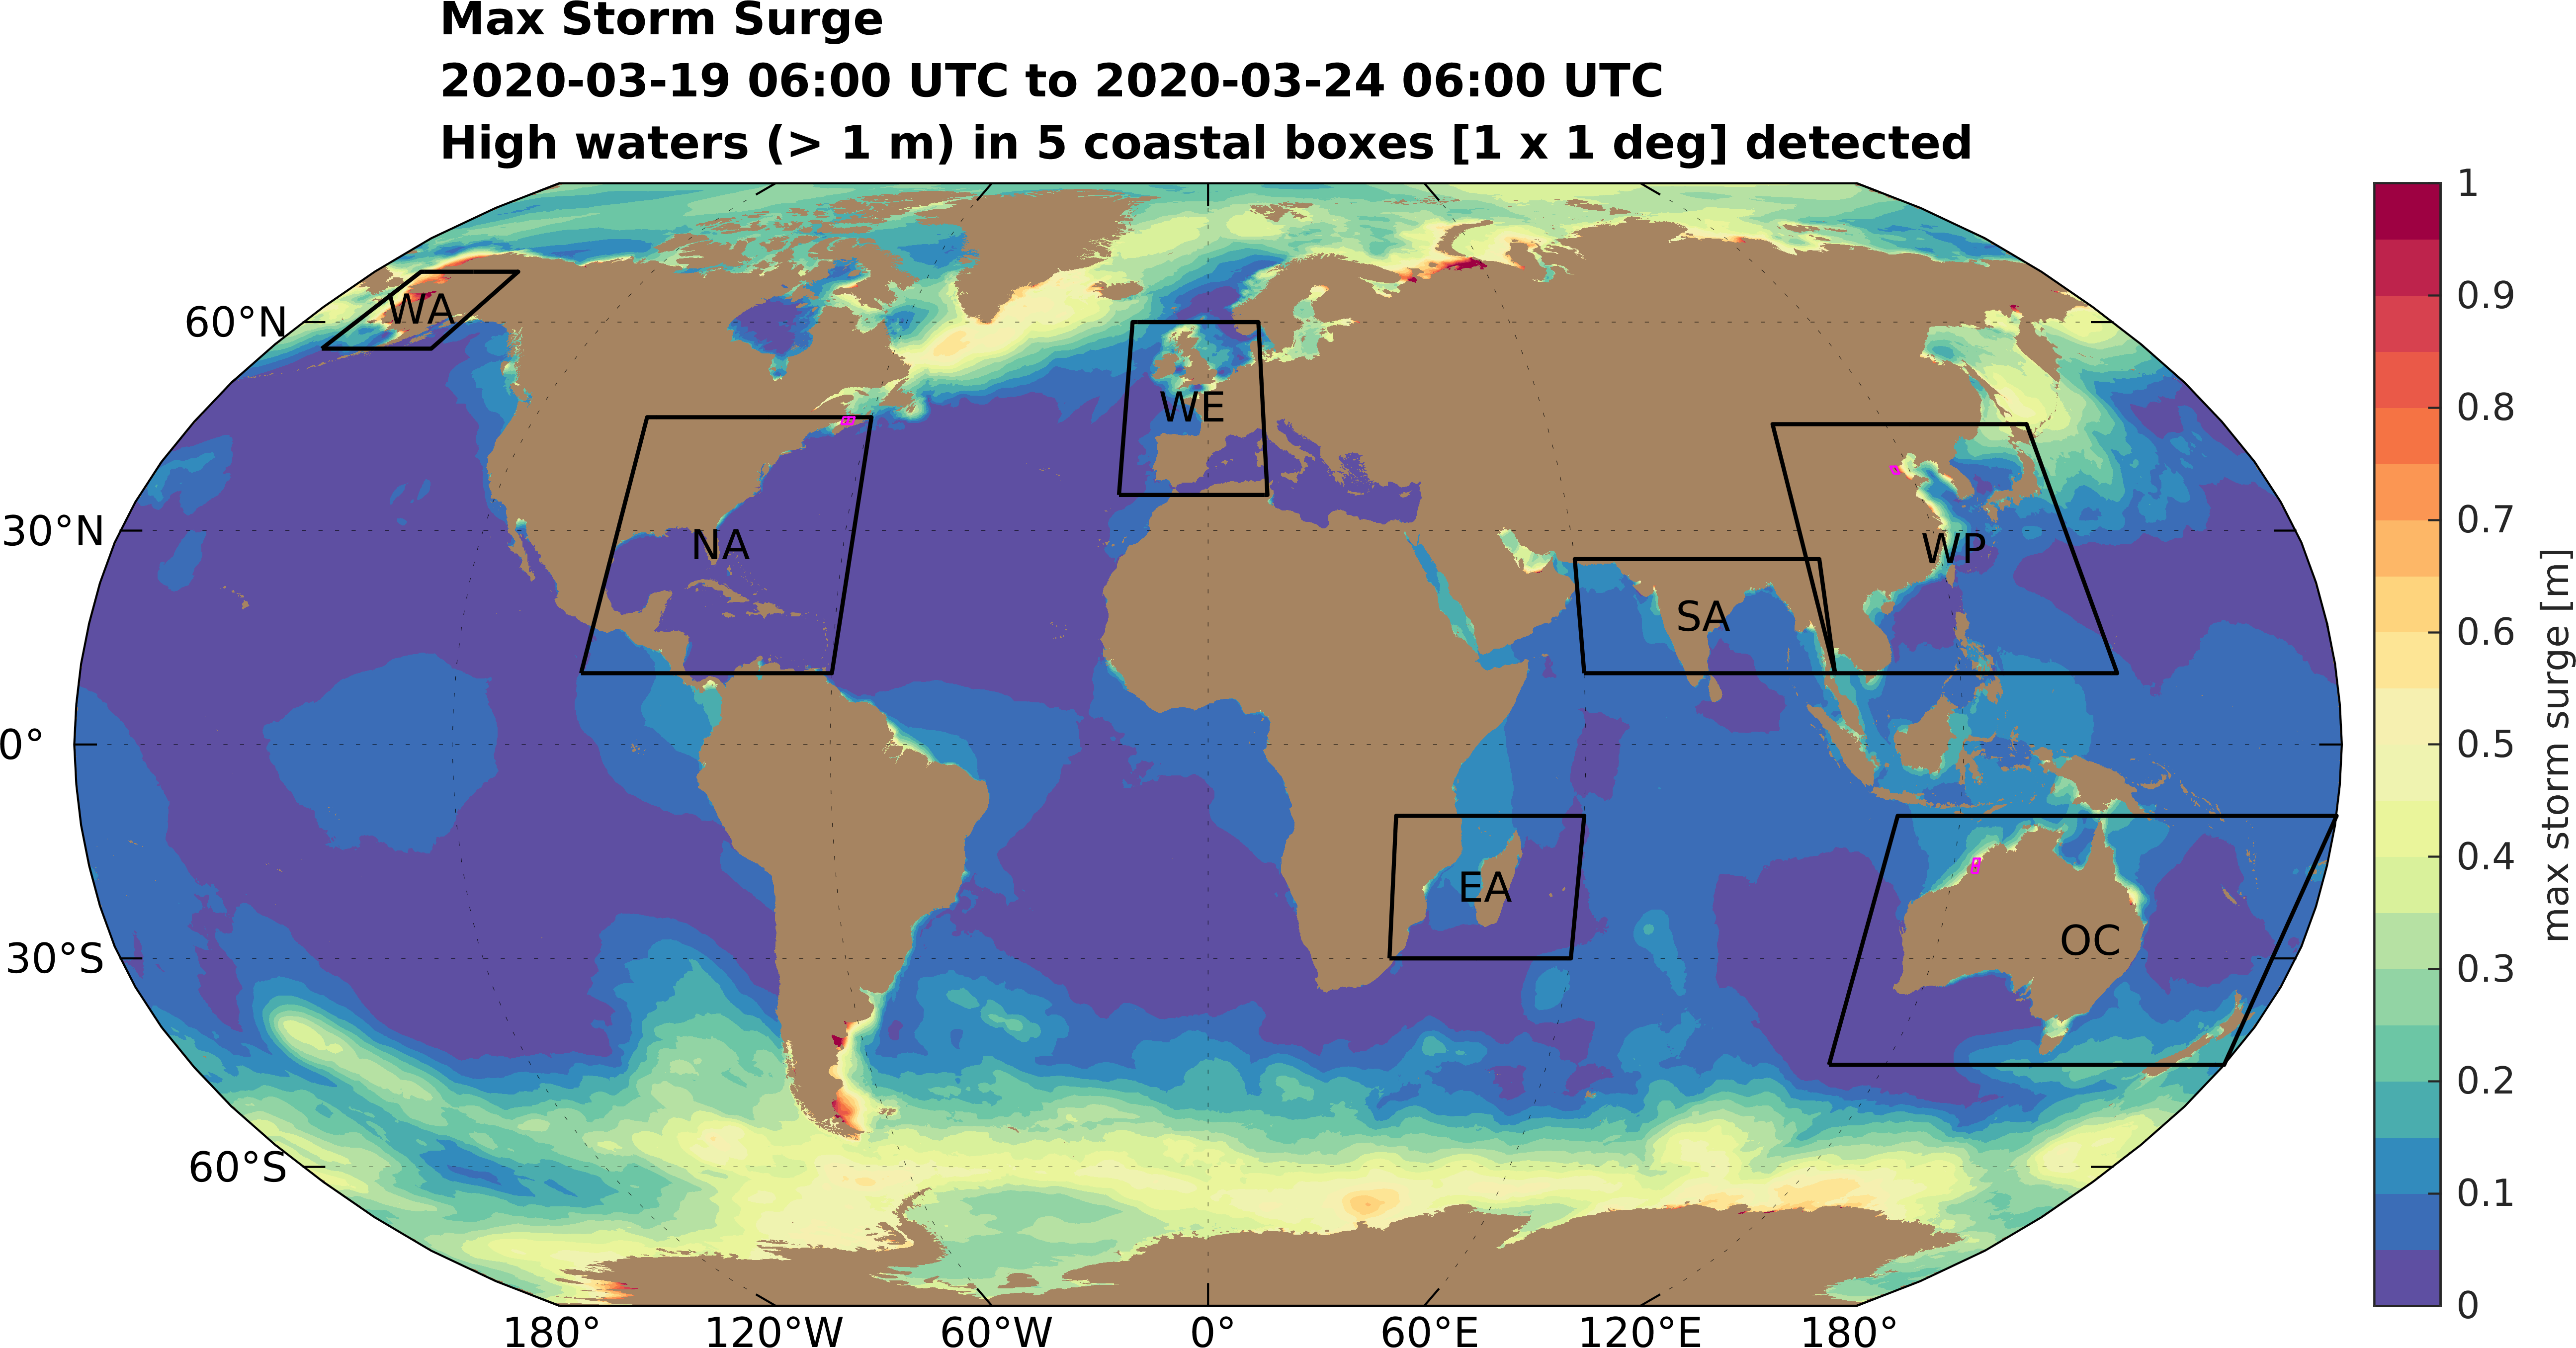 Max Storm Surge
2020-03-19 06:00 UTC to 2020-03-24 06:00 UTC
High waters (> 1 m) in 5 coastal boxes [1 x 1 deg] detected
60°N
30°N
0°
30°S
60°S
180°
120°W
60°W
0°
60°E
120°E
180°
WA
NA
WE
SA
WP
EA
OC
1
0.9
0.8
0.7
0.6
0.5
0.4
0.3
0.2
0.1
0
max storm surge [m]